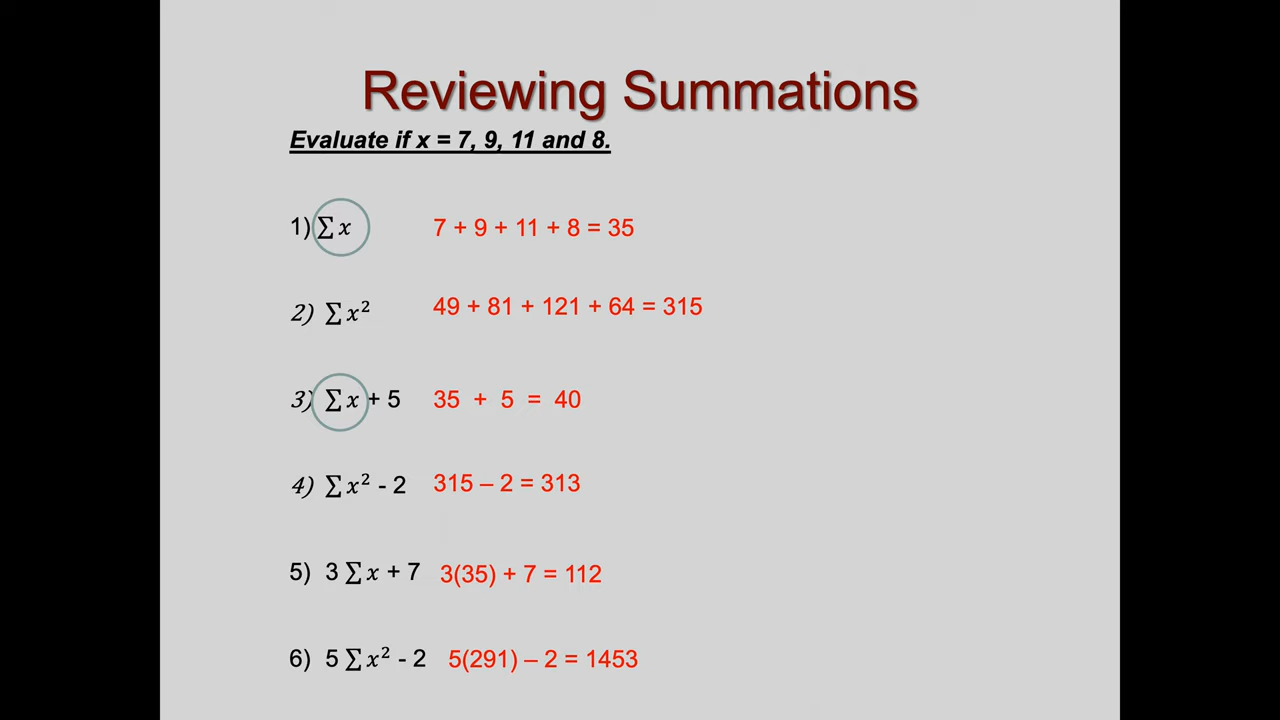 Reviewing Summations
Evaluate if x = 7, 9, 11 and 8.
1) ∑ x 7 + 9 + 11 + 8 = 35
2) ∑ x² 49 + 81 + 121 + 64 = 315
3) ∑ x + 5 35 + 5 = 40
4) ∑ x² - 2 315 – 2 = 313
5) 3 ∑ x + 7 3(35) + 7 = 112
6) 5 ∑ x² - 2 5(291) – 2 = 1453